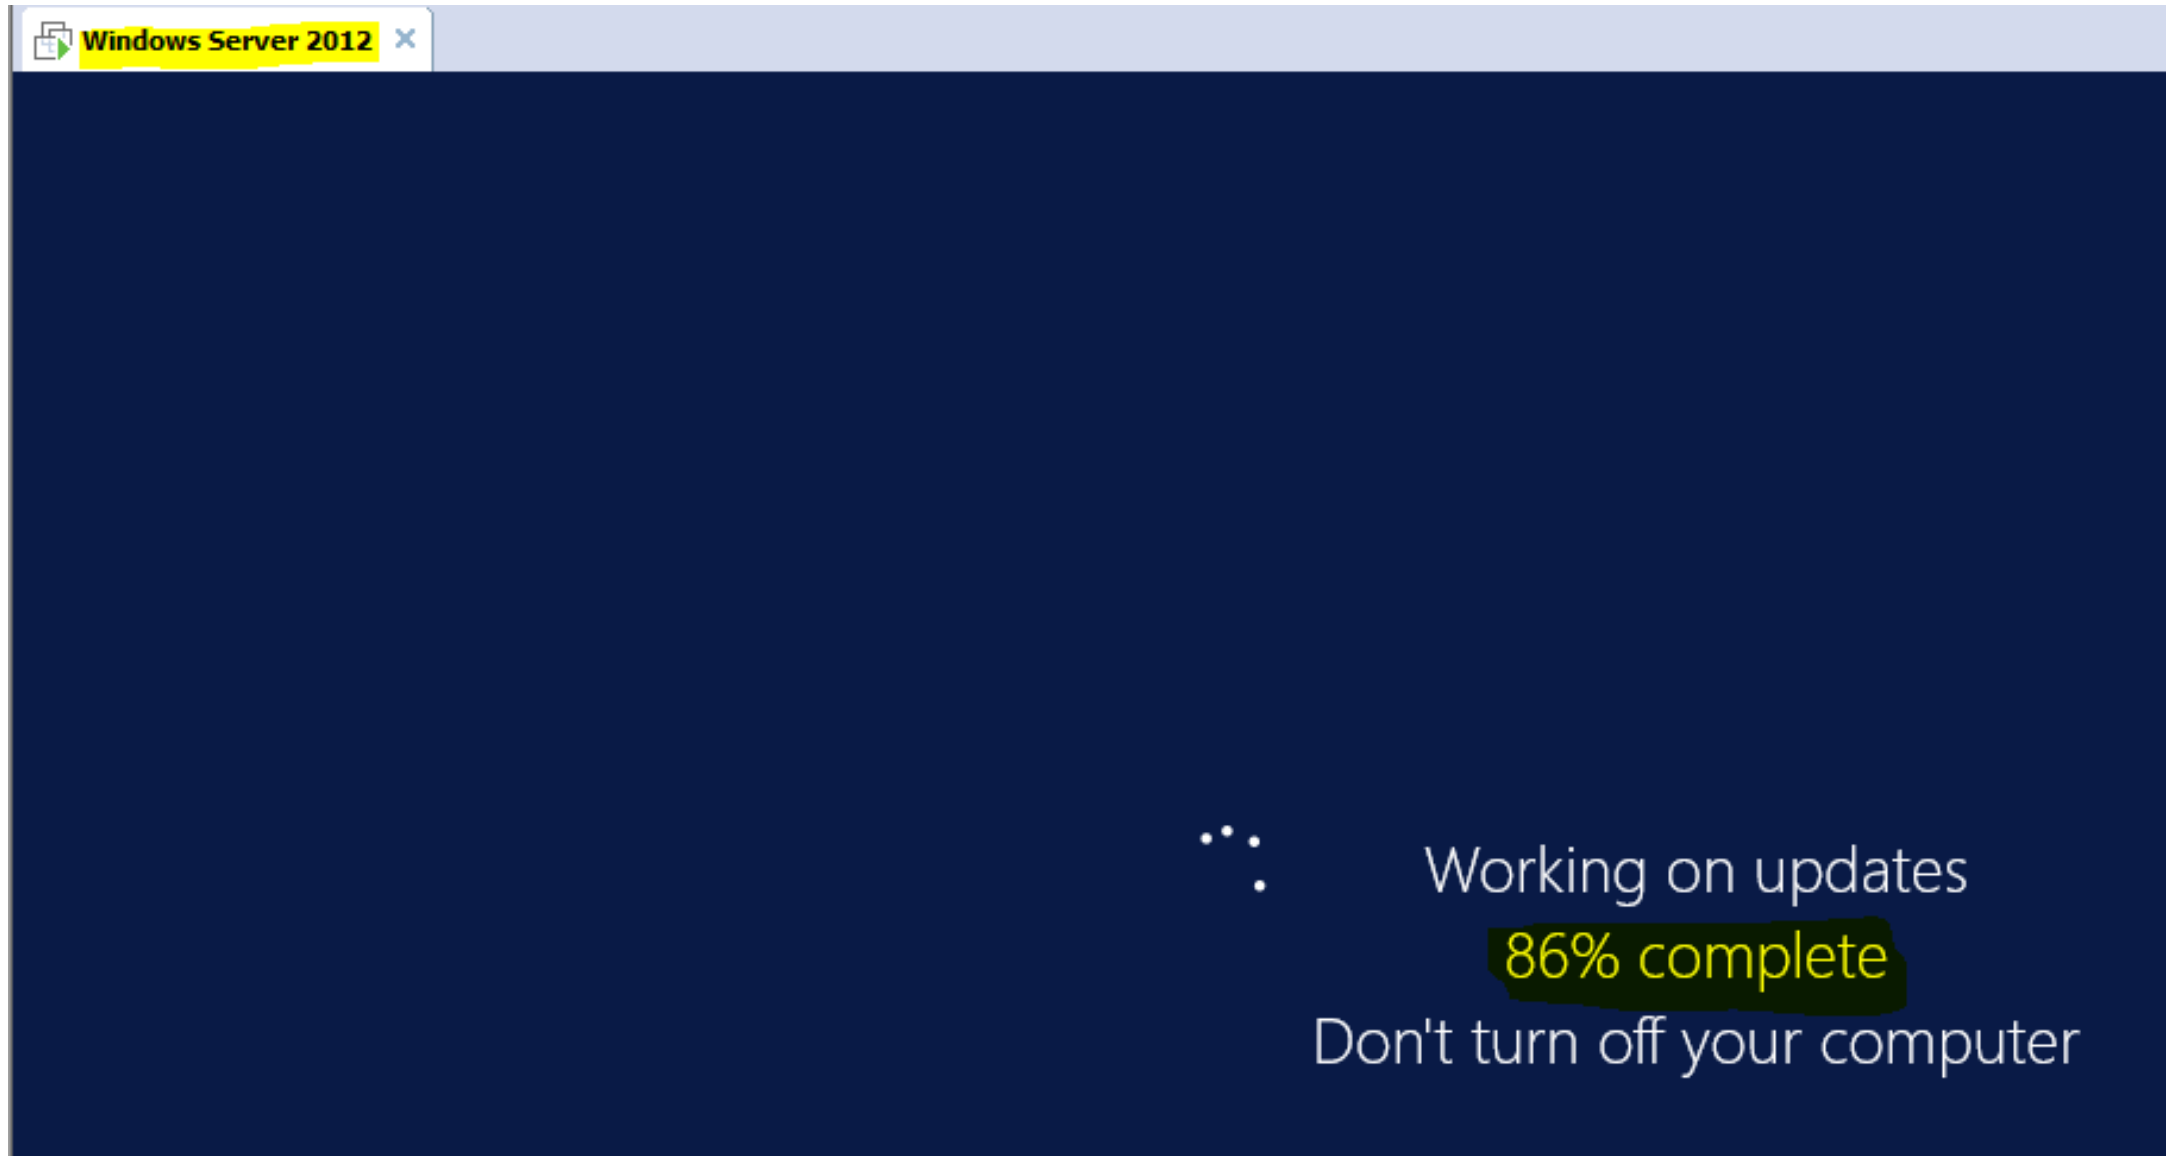 Windows Server 2012
Working on updates
86% complete
Don't turn off your computer